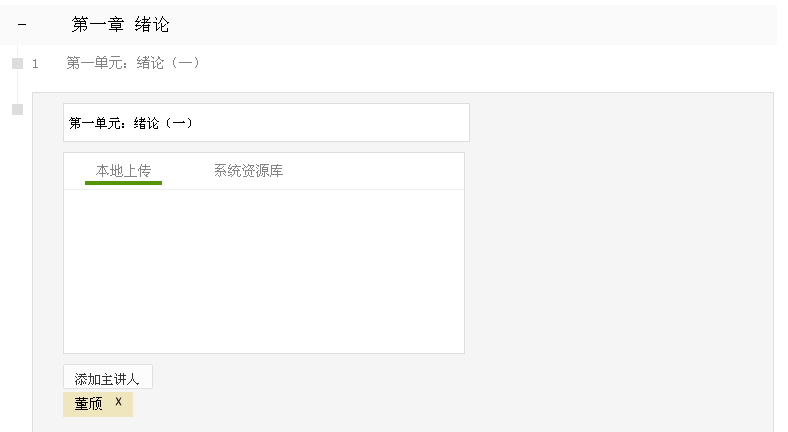 − 第一章 绪论
1 第一单元：绪论（一）
第一单元：绪论（一）
本地上传 系统资源库
添加主讲人
董颀 x